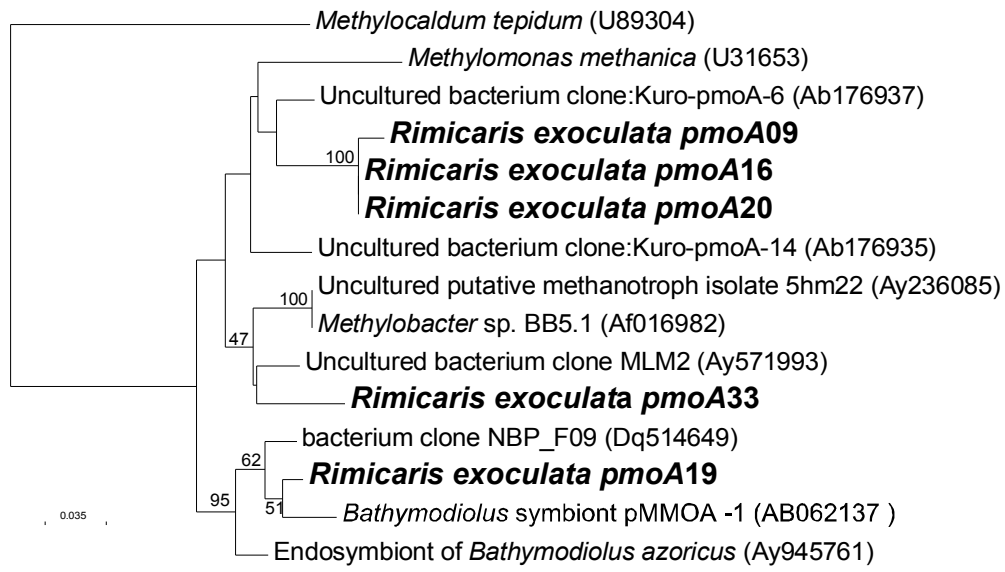 Methylocaldum tepidum (U89304)
Methylomonas methanica (U31653)
Uncultured bacterium clone:Kuro-pmoA-6 (Ab176937)
Rimicaris exoculata pmoA09
100
Rimicaris exoculata pmoA16
Rimicaris exoculata pmoA20
Uncultured bacterium clone:Kuro-pmoA-14 (Ab176935)
Uncultured putative methanotroph isolate 5hm22 (Ay236085)
100
Methylobacter sp. BB5.1 (Af016982)
47
Uncultured bacterium clone MLM2 (Ay571993)
Rimicaris exoculata pmoA33
bacterium clone NBP_F09 (Dq514649)
62
Rimicaris exoculata pmoA19
95
51
Bathymodiolus symbiont pMMOA -1 (AB062137 )
0.035
Endosymbiont of Bathymodiolus azoricus (Ay945761)